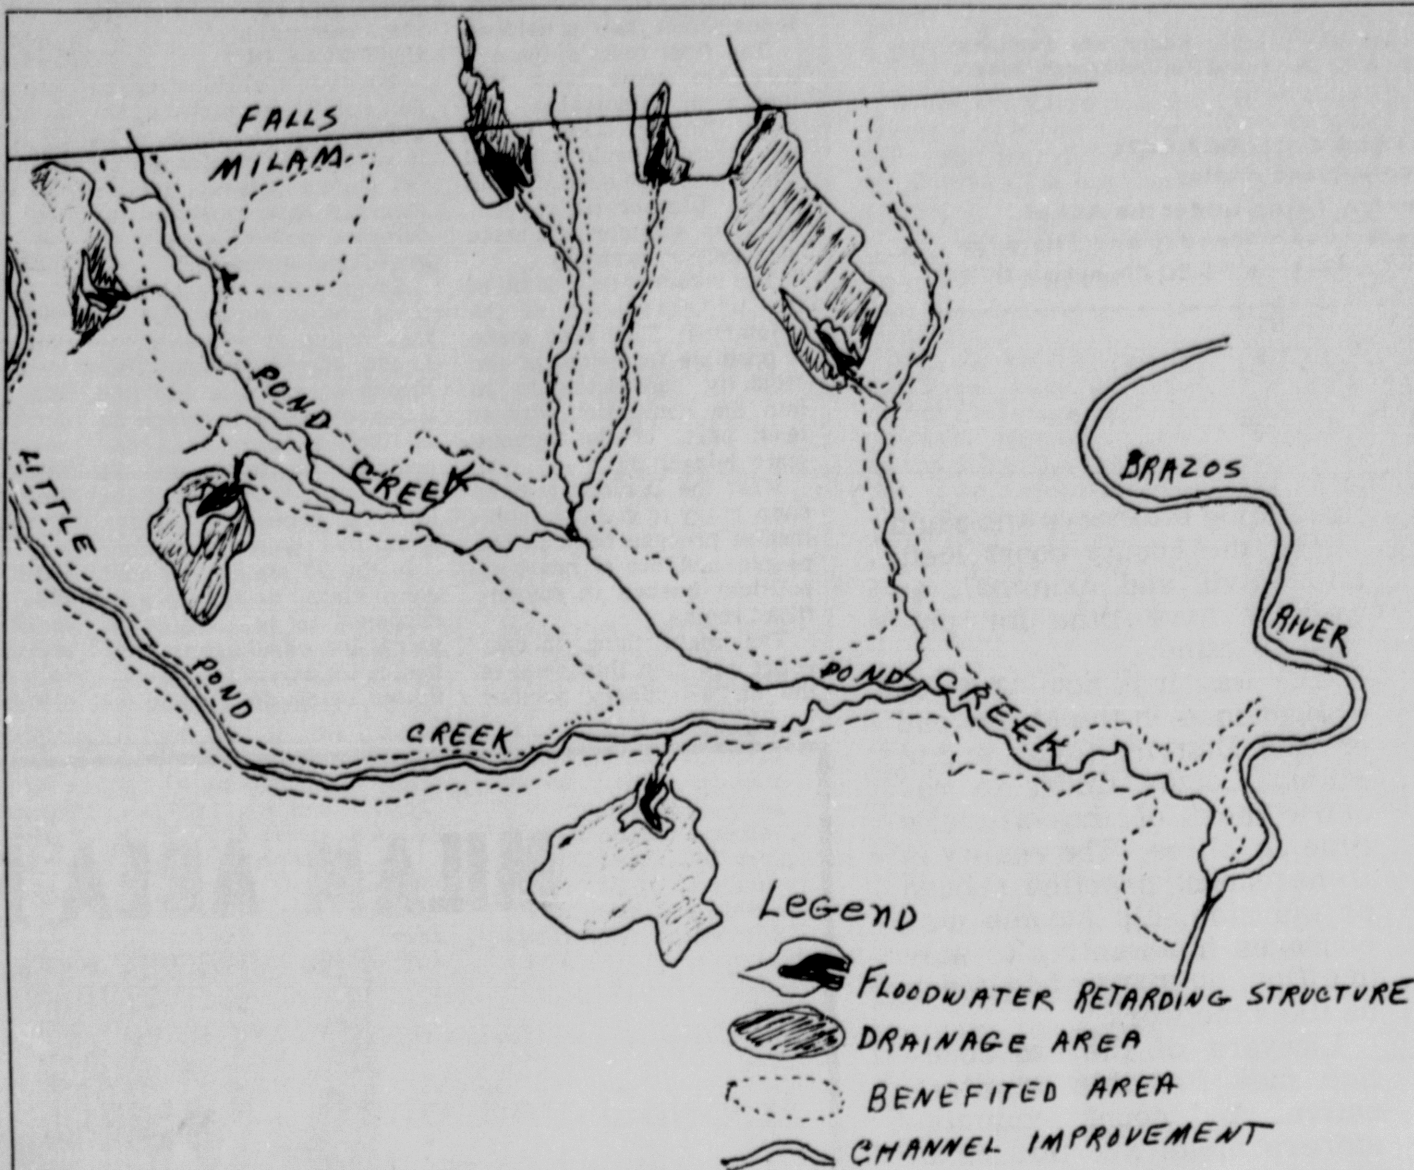 FALLS
MILAM
POND
CREEK
LITTLE
POND
CREEK
POND
CREEK
BRAZOS
RIVER
LeGenD
FLOODWATER RETARDING STRUCTURE
DRAINAGE AREA
BENEFITED AREA
CHANNEL IMPROVEMENT